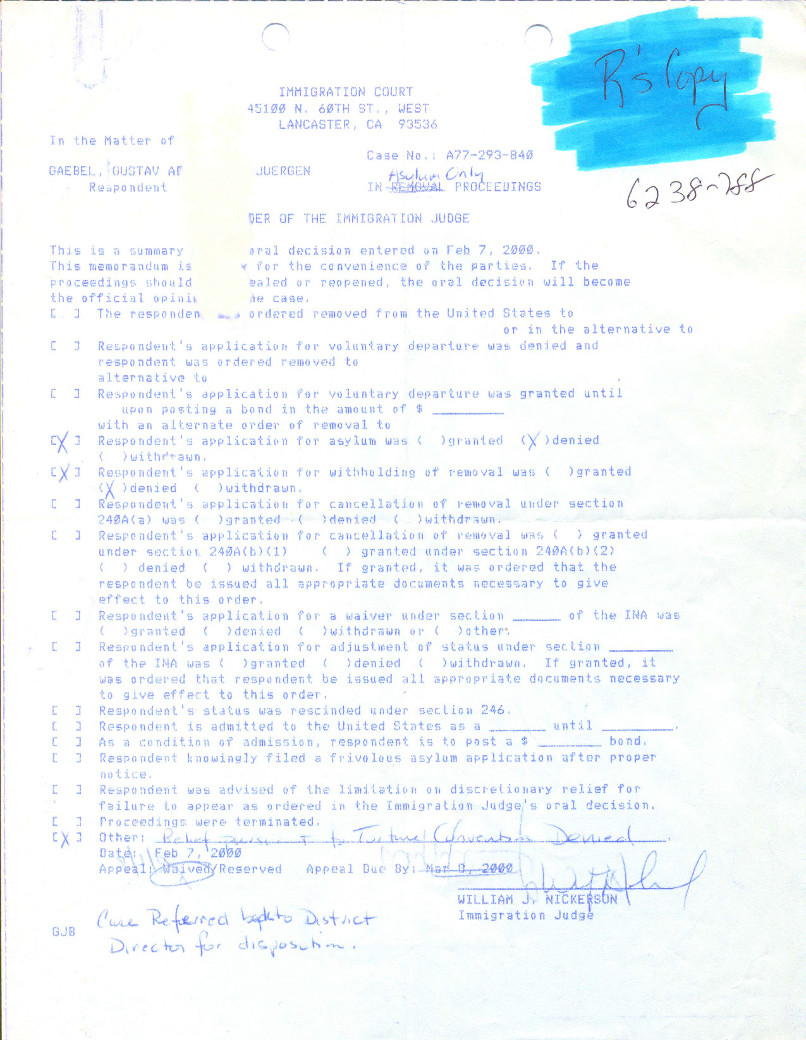 R's Copy
IMMIGRATION COURT
45100 N. 60TH ST., WEST
LANCASTER, CA 93536
In the Matter of
Case No.: A77-293-840
GAEBEL, GUSTAV AF JUERGEN
Asylum Only
Respondent IN REMOVAL PROCEEDINGS
6238-788
DER OF THE IMMIGRATION JUDGE
This is a summary oral decision entered on Feb 7, 2000.
This memorandum is for the convenience of the parties. If the
proceedings should ealed or reopened, the oral decision will become
the official opini he case.
[ ] The responden ordered removed from the United States to
or in the alternative to
[ ] Respondent's application for voluntary departure was denied and
respondent was ordered removed to
alternative to
[ ] Respondent's application for voluntary departure was granted until
upon posting a bond in the amount of $ ________
with an alternate order of removal to
[X] Respondent's application for asylum was ( )granted (X)denied
( )withdrawn.
[X] Respondent's application for withholding of removal was ( )granted
(X)denied ( )withdrawn.
[ ] Respondent's application for cancellation of removal under section
240A(a) was ( )granted ( )denied ( )withdrawn.
[ ] Respondent's application for cancellation of removal was ( ) granted
under section 240A(b)(1) ( ) granted under section 240A(b)(2)
( ) denied ( ) withdrawn. If granted, it was ordered that the
respondent be issued all appropriate documents necessary to give
effect to this order.
[ ] Respondent's application for a waiver under section ______ of the INA was
( )granted ( )denied ( )withdrawn or ( )other.
[ ] Respondent's application for adjustment of status under section ________
of the INA was ( )granted ( )denied ( )withdrawn. If granted, it
was ordered that respondent be issued all appropriate documents necessary
to give effect to this order.
[ ] Respondent's status was rescinded under section 246.
[ ] Respondent is admitted to the United States as a _______ until _________.
[ ] As a condition of admission, respondent is to post a $ ________ bond.
[ ] Respondent knowingly filed a frivolous asylum application after proper
notice.
[ ] Respondent was advised of the limitation on discretionary relief for
failure to appear as ordered in the Immigration Judge's oral decision.
[ ] Proceedings were terminated.
[X] Other: Relief pursuant to Torture Convention Denied.
Date: Feb 7, 2000
Appeal: Waived/Reserved Appeal Due By: Mar 8, 2000
WILLIAM J. NICKERSON
Immigration Judge
Case Referred back to District
GJB
Director for disposition.